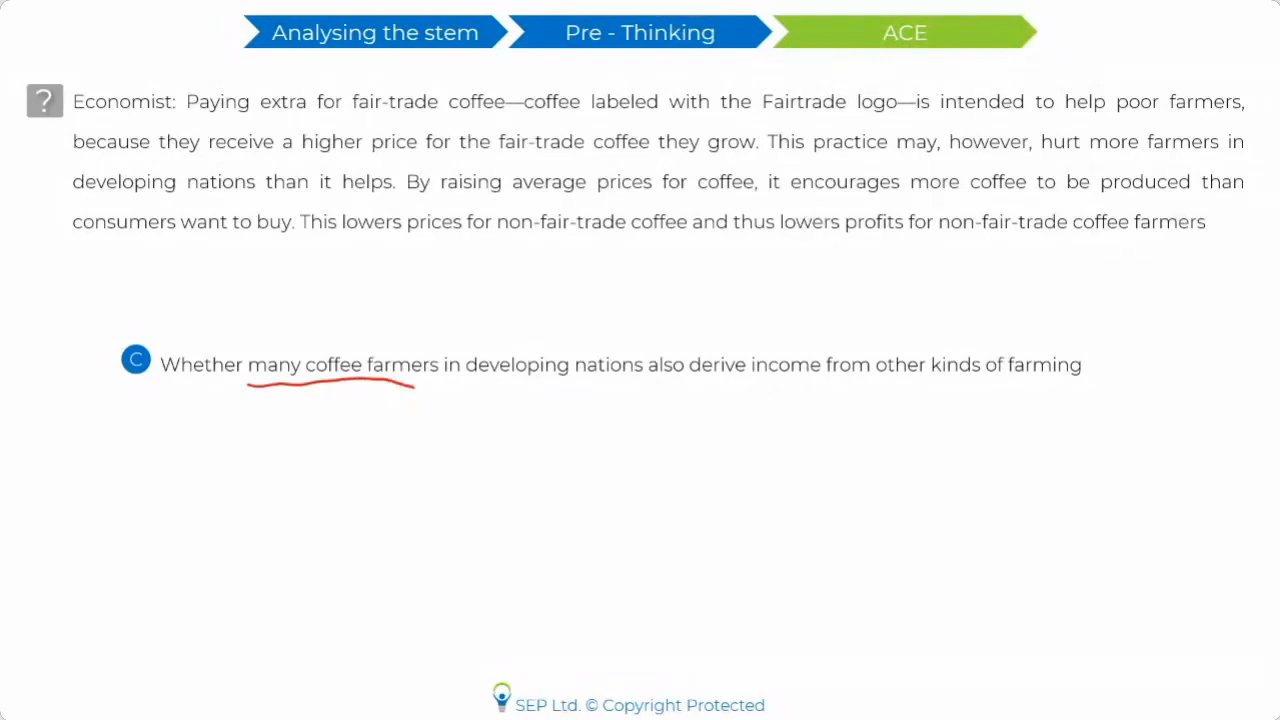 Analysing the stem
Pre - Thinking
ACE
? Economist: Paying extra for fair-trade coffee—coffee labeled with the Fairtrade logo—is intended to help poor farmers,
because they receive a higher price for the fair-trade coffee they grow. This practice may, however, hurt more farmers in
developing nations than it helps. By raising average prices for coffee, it encourages more coffee to be produced than
consumers want to buy. This lowers prices for non-fair-trade coffee and thus lowers profits for non-fair-trade coffee farmers
C Whether many coffee farmers in developing nations also derive income from other kinds of farming
SEP Ltd. © Copyright Protected